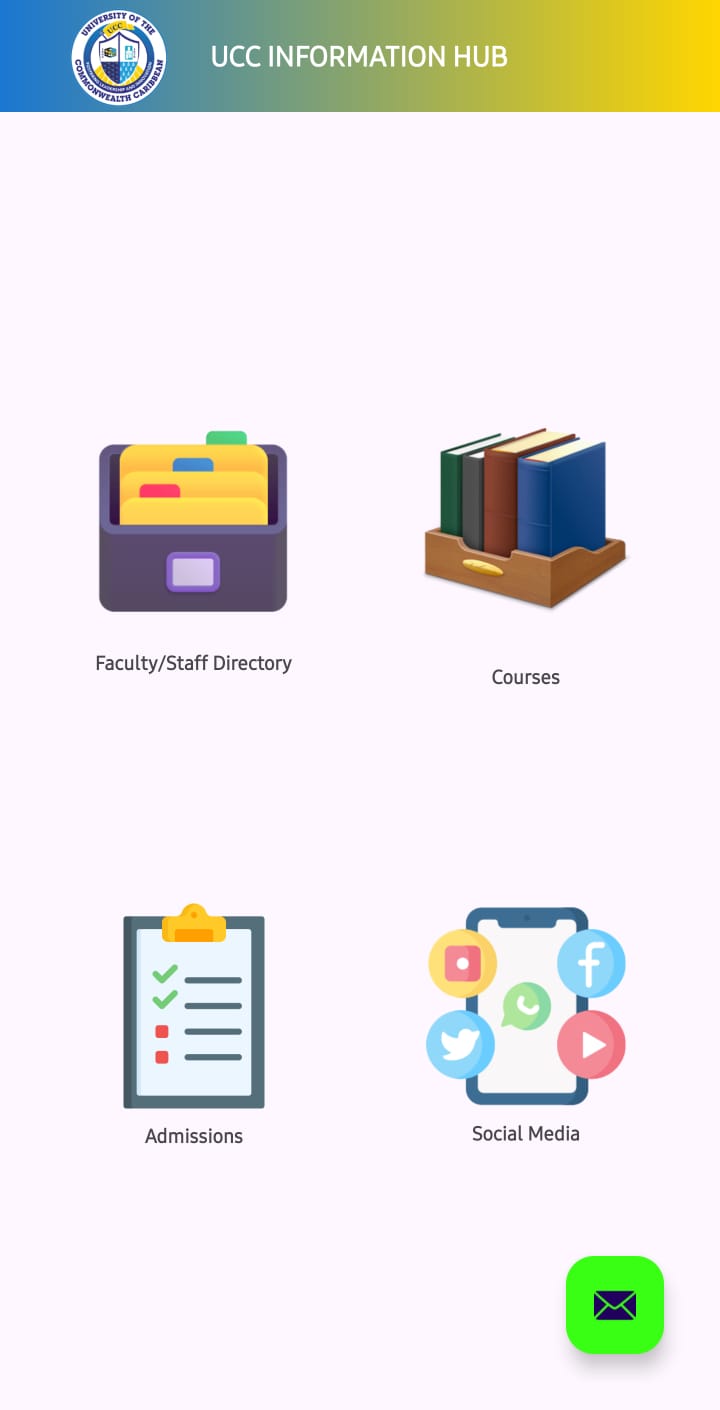 UNIVERSITY OF THE
COMMONWEALTH CARIBBEAN
UCC
UCC INFORMATION HUB
Faculty/Staff Directory
Courses
Admissions
Social Media